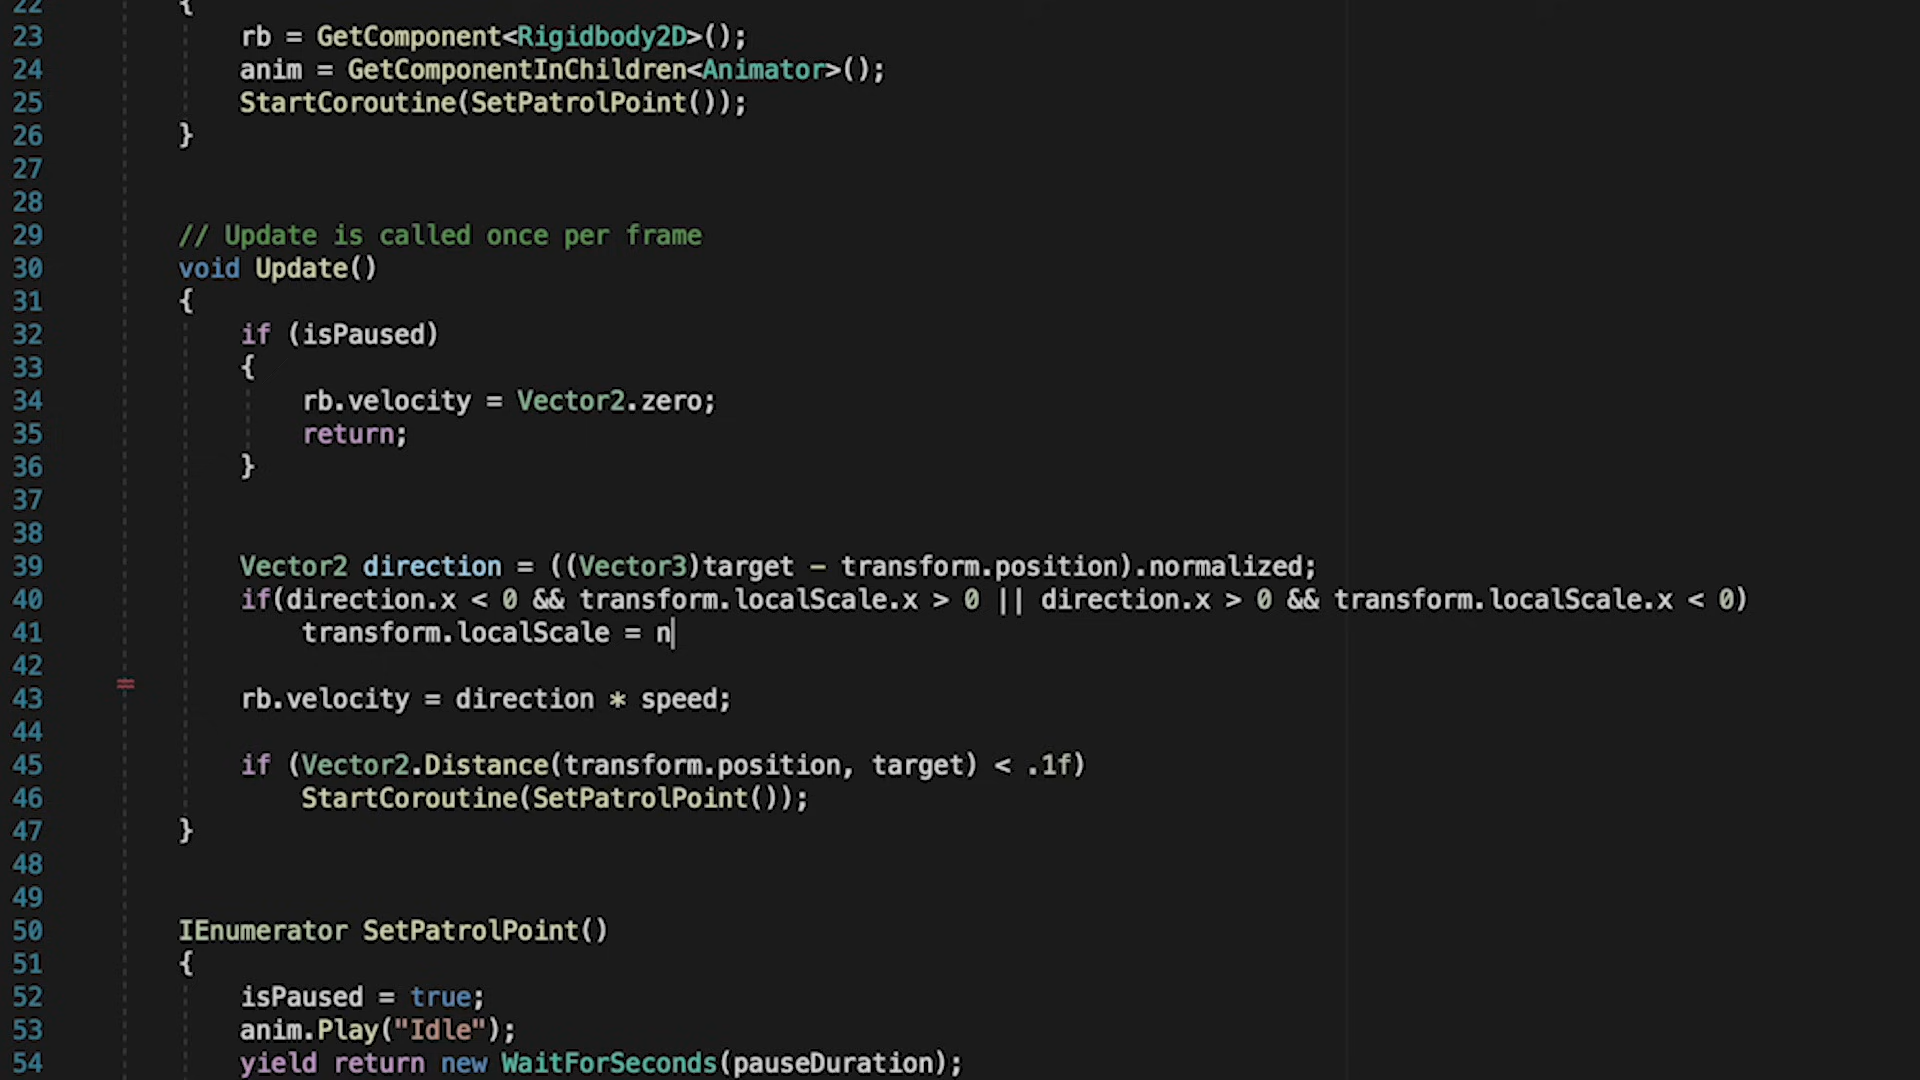 22 {
23 rb = GetComponent<Rigidbody2D>();
24 anim = GetComponentInChildren<Animator>();
25 StartCoroutine(SetPatrolPoint());
26 }
27
28
29 // Update is called once per frame
30 void Update()
31 {
32 if (isPaused)
33 {
34 rb.velocity = Vector2.zero;
35 return;
36 }
37
38
39 Vector2 direction = ((Vector3)target - transform.position).normalized;
40 if(direction.x < 0 && transform.localScale.x > 0 || direction.x > 0 && transform.localScale.x < 0)
41 transform.localScale = n
42
43 rb.velocity = direction * speed;
44
45 if (Vector2.Distance(transform.position, target) < .1f)
46 StartCoroutine(SetPatrolPoint());
47 }
48
49
50 IEnumerator SetPatrolPoint()
51 {
52 isPaused = true;
53 anim.Play("Idle");
54 yield return new WaitForSeconds(pauseDuration);